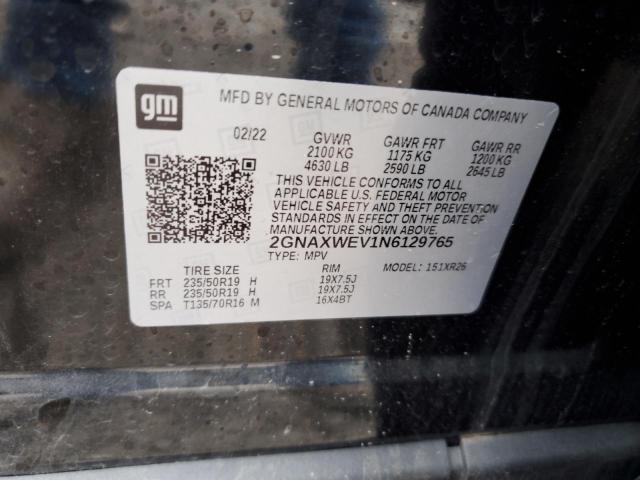 gm
MFD BY GENERAL MOTORS OF CANADA COMPANY
02/22 GVWR GAWR FRT GAWR RR
2100 KG 1175 KG 1200 KG
4630 LB 2590 LB 2645 LB
THIS VEHICLE CONFORMS TO ALL
APPLICABLE U.S. FEDERAL MOTOR
VEHICLE SAFETY AND THEFT PREVENTION
STANDARDS IN EFFECT ON THE DATE OF
MANUFACTURE SHOWN ABOVE.
2GNAXWEV1N6129765
TYPE: MPV MODEL: 151XR26
TIRE SIZE RIM
FRT 235/50R19 H 19X7.5J
RR 235/50R19 H 19X7.5J
SPA T135/70R16 M 16X4BT